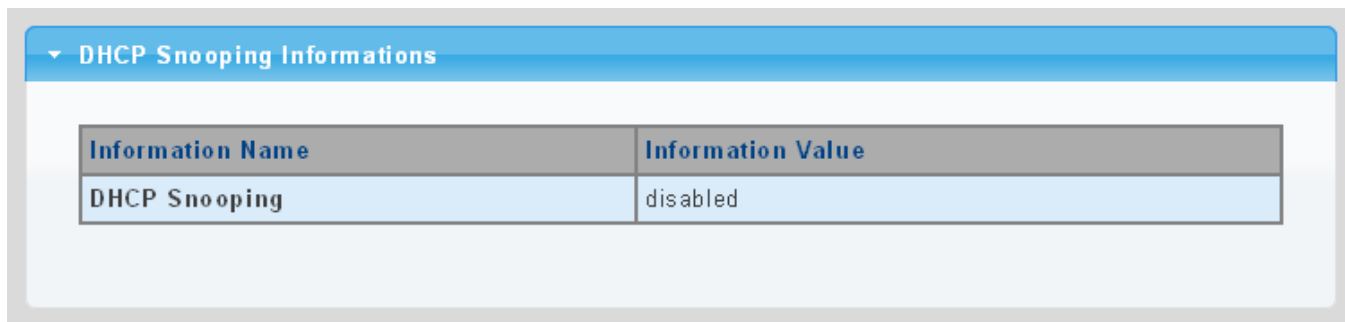 DHCP Snooping Informations
Information Name Information Value
DHCP Snooping disabled